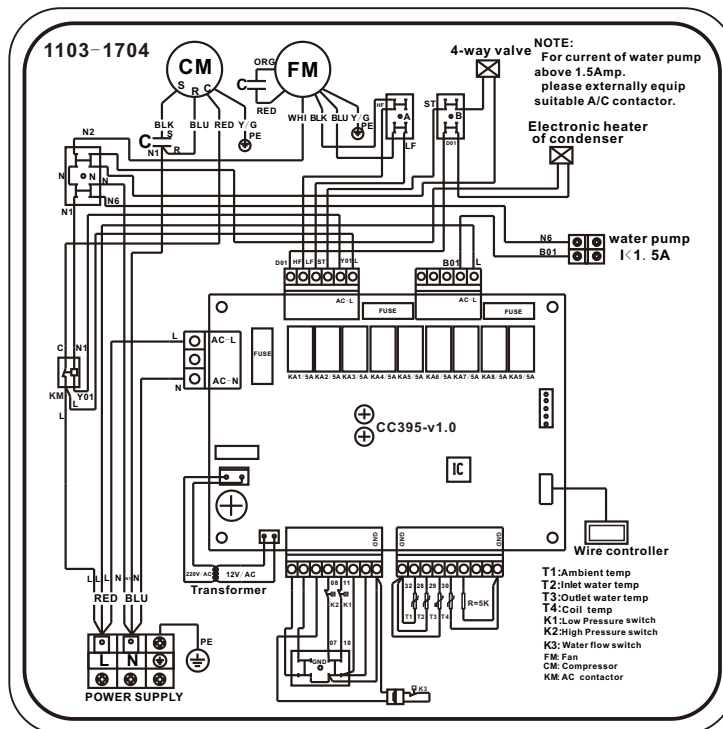 1103-1704
CM
S R C
C
ORG
FM
RED
4-way valve
NOTE:
For current of water pump
above 1.5Amp.
please externally equip
suitable A/C contactor.
BLK
S
C
N1
R
BLU
RED
Y/G
PE
WHI
BLK
BLU
Y/G
PE
HF
A
LF
ST
B
D01
Electronic heater
of condenser
N2
N
N
N1
N6
N6
B01
water pump
I<1. 5A
D01
HF
LF
ST
Y01
L
AC-L
B01
L
AC-L
FUSE
FUSE
FUSE
L
AC-L
N
AC-N
KA1/5A
KA2/5A
KA3/5A
KA4/5A
KA5/5A
KA6/5A
KA7/5A
KA8/5A
KA9/5A
C
N1
KM
Y01
L
L
CC395-v1.0
IC
220V/AC
12V/AC
Transformer
GND
GND
GND
Wire controller
08
11
K2
K1
07
10
GND
K3
32
28
29
30
T1
T2
T3
T4
R=5K
T1:Ambient temp
T2:Inlet water temp
T3:Outlet water temp
T4:Coil temp
K1:Low Pressure switch
K2:High Pressure switch
K3:Water flow switch
FM:Fan
CM:Compressor
KM:AC contactor
L
L
L
N
N
RED
BLU
PE
L
N
POWER SUPPLY